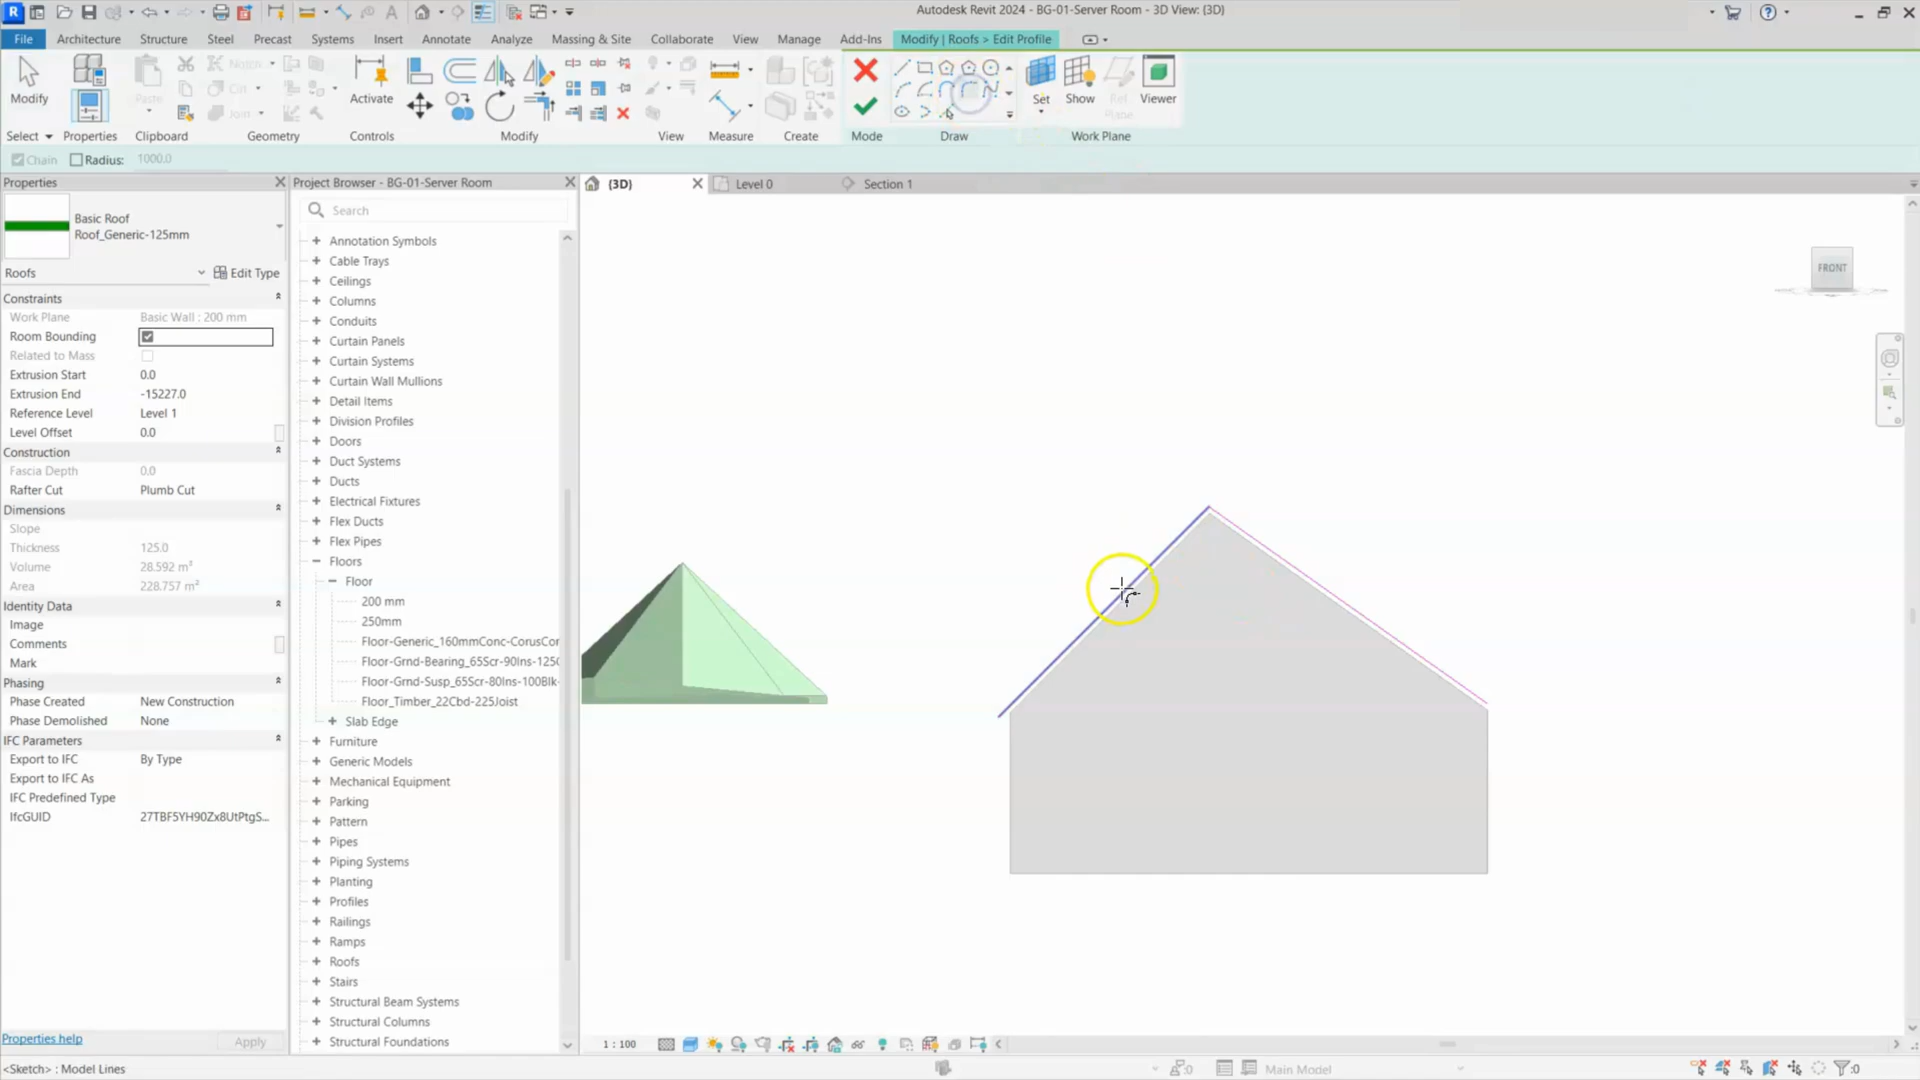 Autodesk Revit 2024 - BG-01-Server Room - 3D View: {3D}
File Architecture Structure Steel Precast Systems Insert Annotate Analyze Massing & Site Collaborate View Manage Add-Ins Modify | Roofs > Edit Profile
Modify Paste Notch Cut Join Activate Set Show Ref Plane Viewer
Select Properties Clipboard Geometry Controls Modify View Measure Create Mode Draw Work Plane
Chain Radius: 1000.0
Properties
Basic Roof
Roof_Generic-125mm
Roofs Edit Type
Constraints
Work Plane Basic Wall : 200 mm
Room Bounding
Related to Mass
Extrusion Start 0.0
Extrusion End -15227.0
Reference Level Level 1
Level Offset 0.0
Construction
Fascia Depth 0.0
Rafter Cut Plumb Cut
Dimensions
Slope
Thickness 125.0
Volume 28.592 m³
Area 228.757 m²
Identity Data
Image
Comments
Mark
Phasing
Phase Created New Construction
Phase Demolished None
IFC Parameters
Export to IFC By Type
Export to IFC As
IFC Predefined Type
IfcGUID 27TBF5YH90Zx8UtPtgS...
Properties help Apply
Project Browser - BG-01-Server Room
Search
Annotation Symbols
Cable Trays
Ceilings
Columns
Conduits
Curtain Panels
Curtain Systems
Curtain Wall Mullions
Detail Items
Division Profiles
Doors
Duct Systems
Ducts
Electrical Fixtures
Flex Ducts
Flex Pipes
Floors
Floor
200 mm
250mm
Floor-Generic_160mmConc-CorusCor
Floor-Grnd-Bearing_65Scr-90Ins-125C
Floor-Grnd-Susp_65Scr-80Ins-100Blk-
Floor_Timber_22Cbd-225Joist
Slab Edge
Furniture
Generic Models
Mechanical Equipment
Parking
Pattern
Pipes
Piping Systems
Planting
Profiles
Railings
Ramps
Roofs
Stairs
Structural Beam Systems
Structural Columns
Structural Foundations
{3D} Level 0 Section 1
FRONT
1 : 100
<Sketch> : Model Lines
:0 Main Model :0